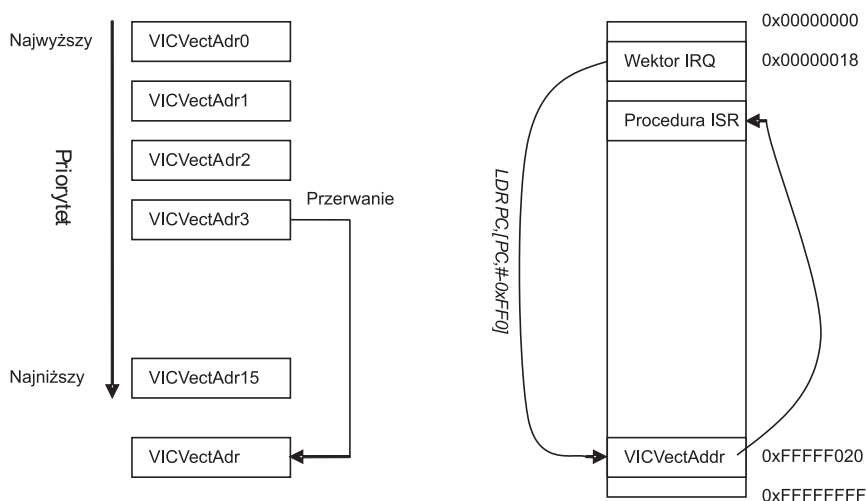 Najwyższy
VICVectAdr0
VICVectAdr1
VICVectAdr2
VICVectAdr3
Przerwanie
Priorytet
Najniższy
VICVectAdr15
VICVectAdr
0x00000000
Wektor IRQ
0x00000018
Procedura ISR
LDR PC,[PC,#-0xFF0]
VICVectAddr
0xFFFFF020
0xFFFFFFFF